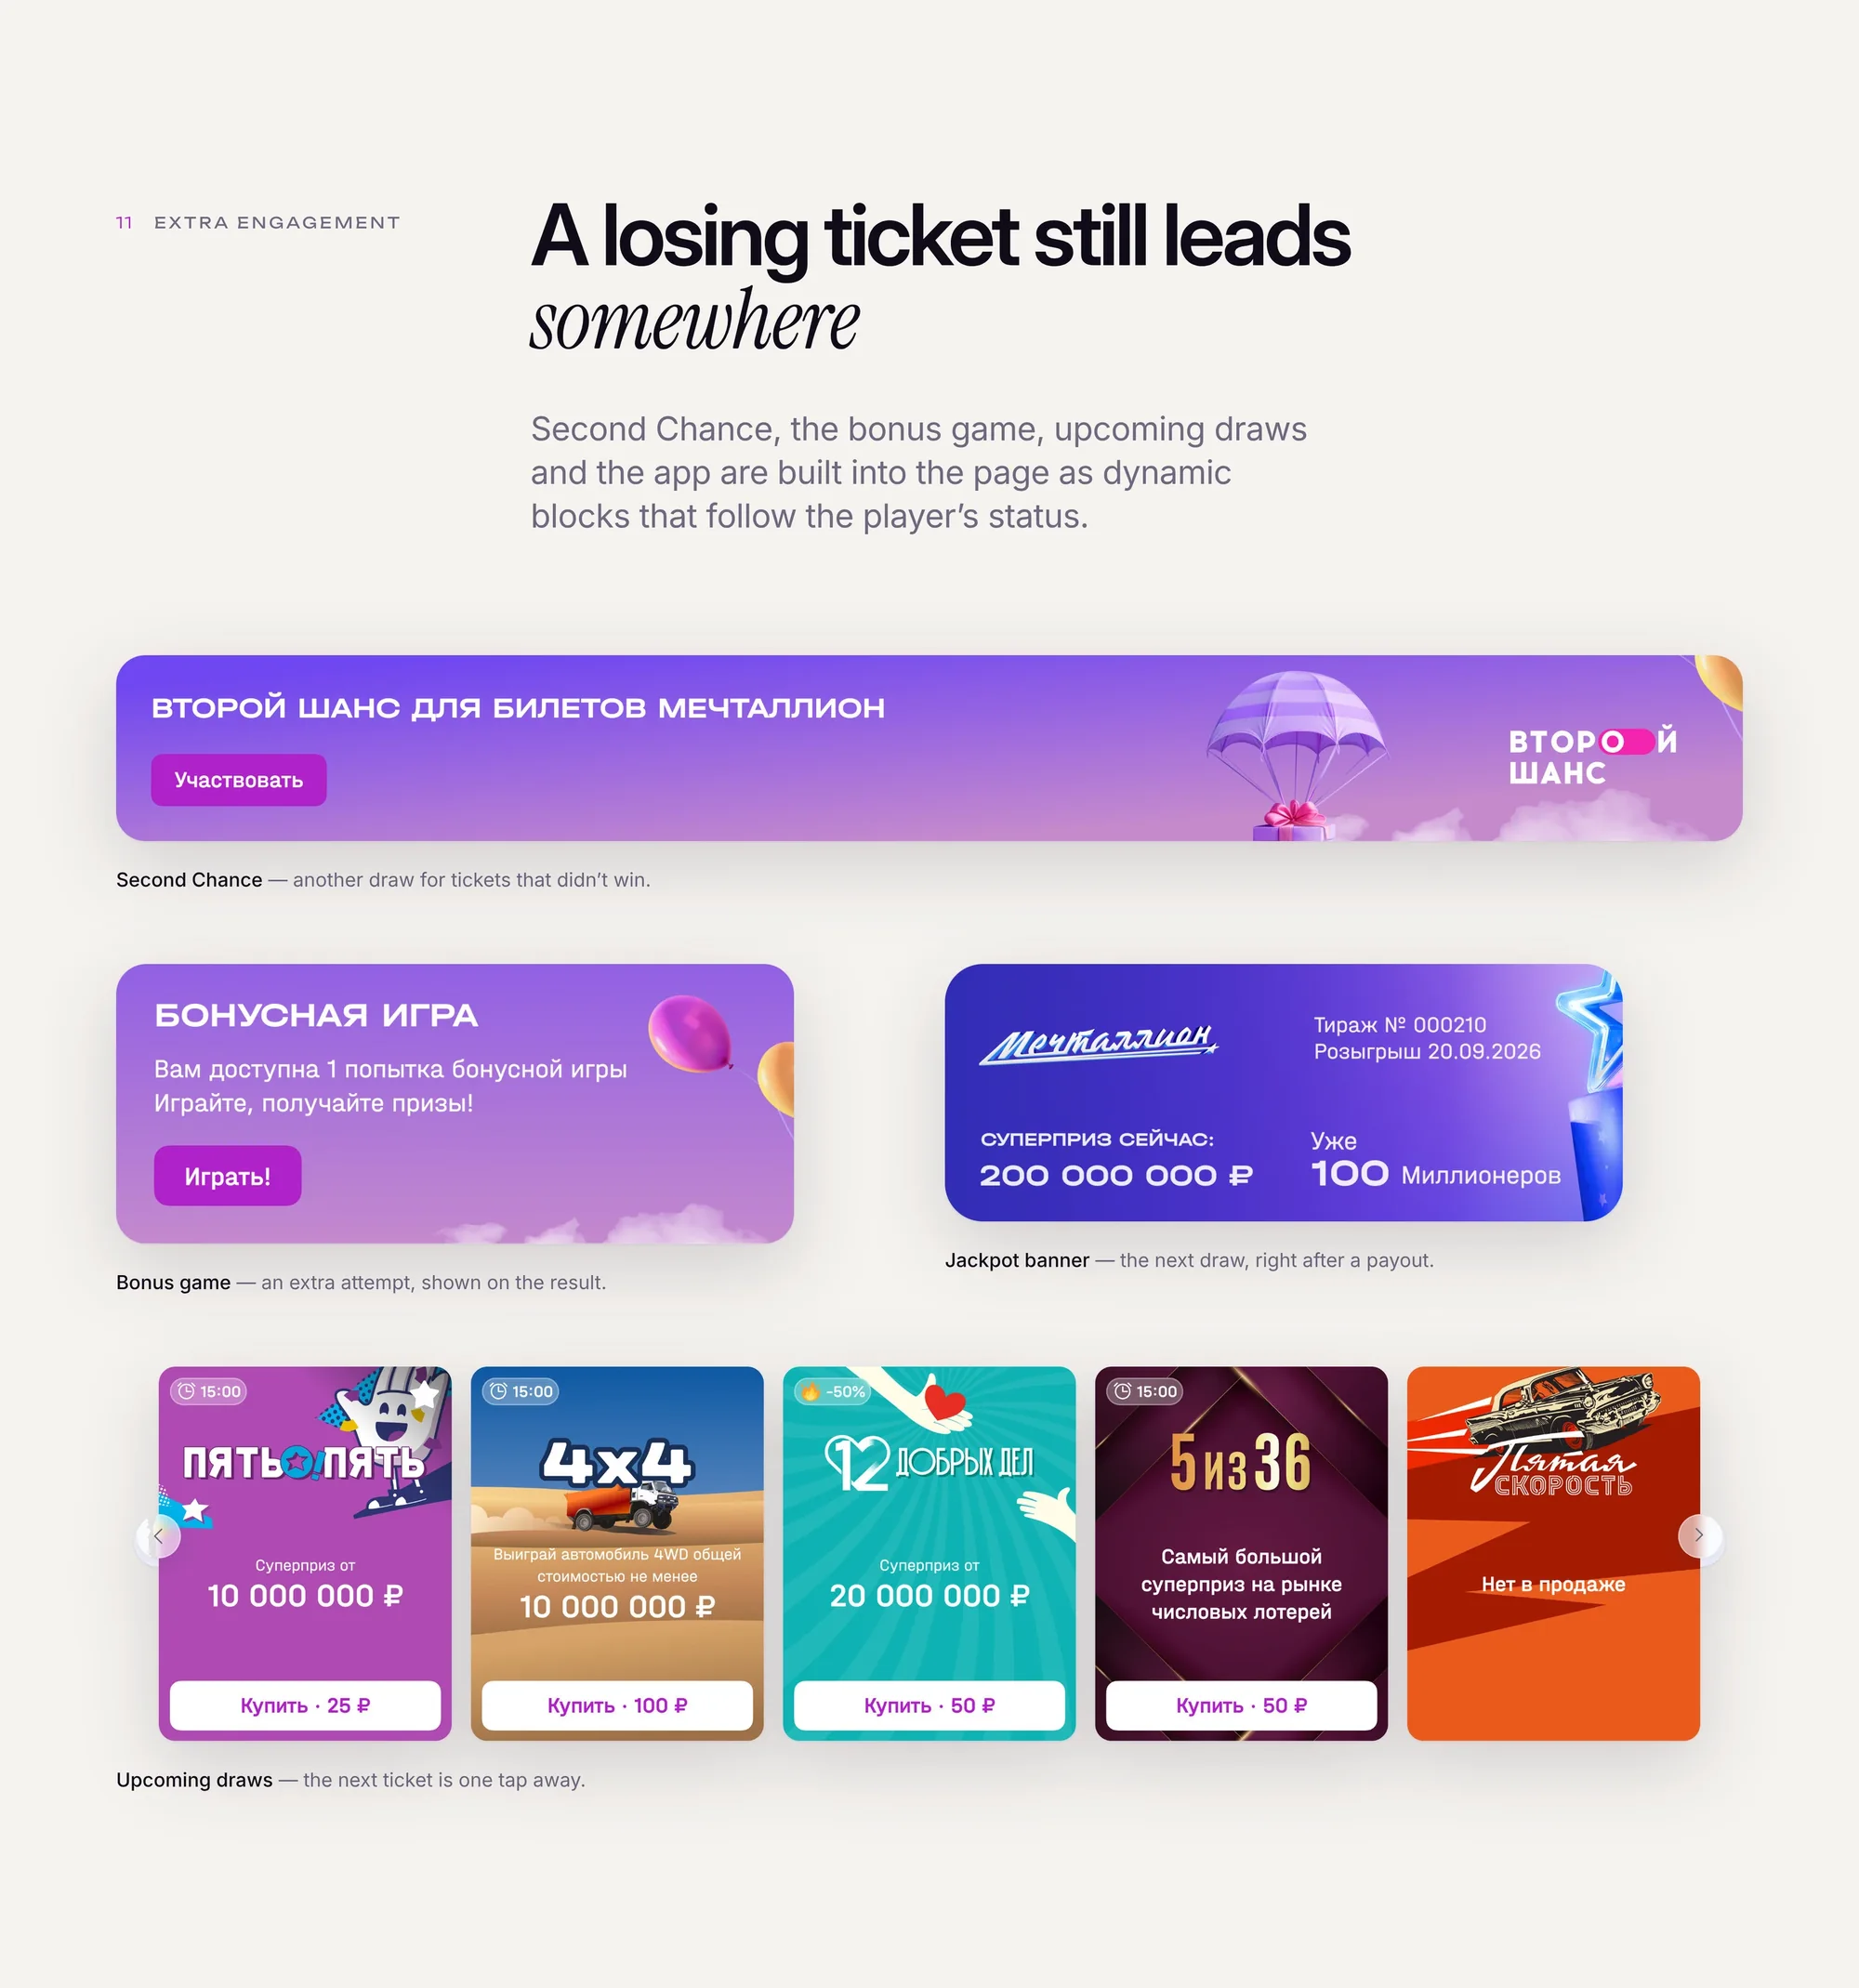 11 EXTRA ENGAGEMENT
A losing ticket still leads
somewhere
Second Chance, the bonus game, upcoming draws
and the app are built into the page as dynamic
blocks that follow the player’s status.
ВТОРОЙ ШАНС ДЛЯ БИЛЕТОВ МЕЧТАЛЛИОН
Участвовать
ВТОРОЙ
ШАНС
Second Chance — another draw for tickets that didn’t win.
БОНУСНАЯ ИГРА
Вам доступна 1 попытка бонусной игры
Играйте, получайте призы!
Играть!
Bonus game — an extra attempt, shown on the result.
Мечталлион
Тираж № 000210
Розыгрыш 20.09.2026
СУПЕРПРИЗ СЕЙЧАС:
200 000 000 ₽
Уже
100 Миллионеров
Jackpot banner — the next draw, right after a payout.
15:00
ПЯТЬ О! ПЯТЬ
Суперприз от
10 000 000 ₽
Купить · 25 ₽
15:00
4x4
Выиграй автомобиль 4WD общей
стоимостью не менее
10 000 000 ₽
Купить · 100 ₽
-50%
12 ДОБРЫХ ДЕЛ
Суперприз от
20 000 000 ₽
Купить · 50 ₽
15:00
5 из 36
Самый большой
суперприз на рынке
числовых лотерей
Купить · 50 ₽
Пятая
СКОРОСТЬ
Нет в продаже
Upcoming draws — the next ticket is one tap away.